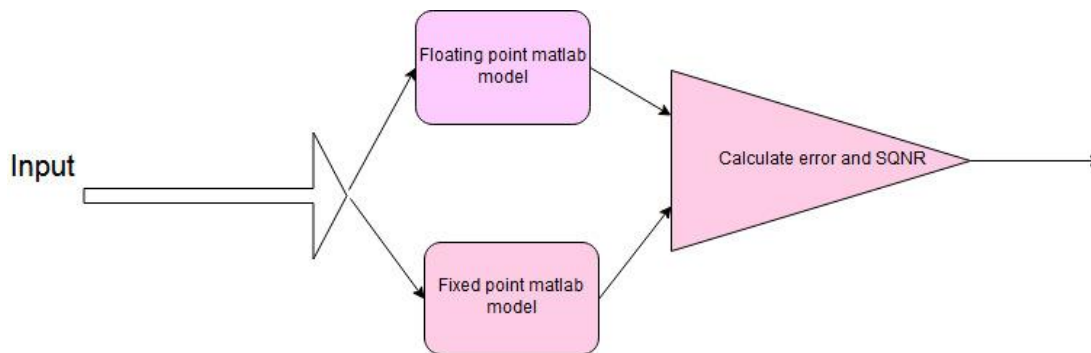 Input
Floating point matlab
model
Calculate error and SQNR
Fixed point matlab
model